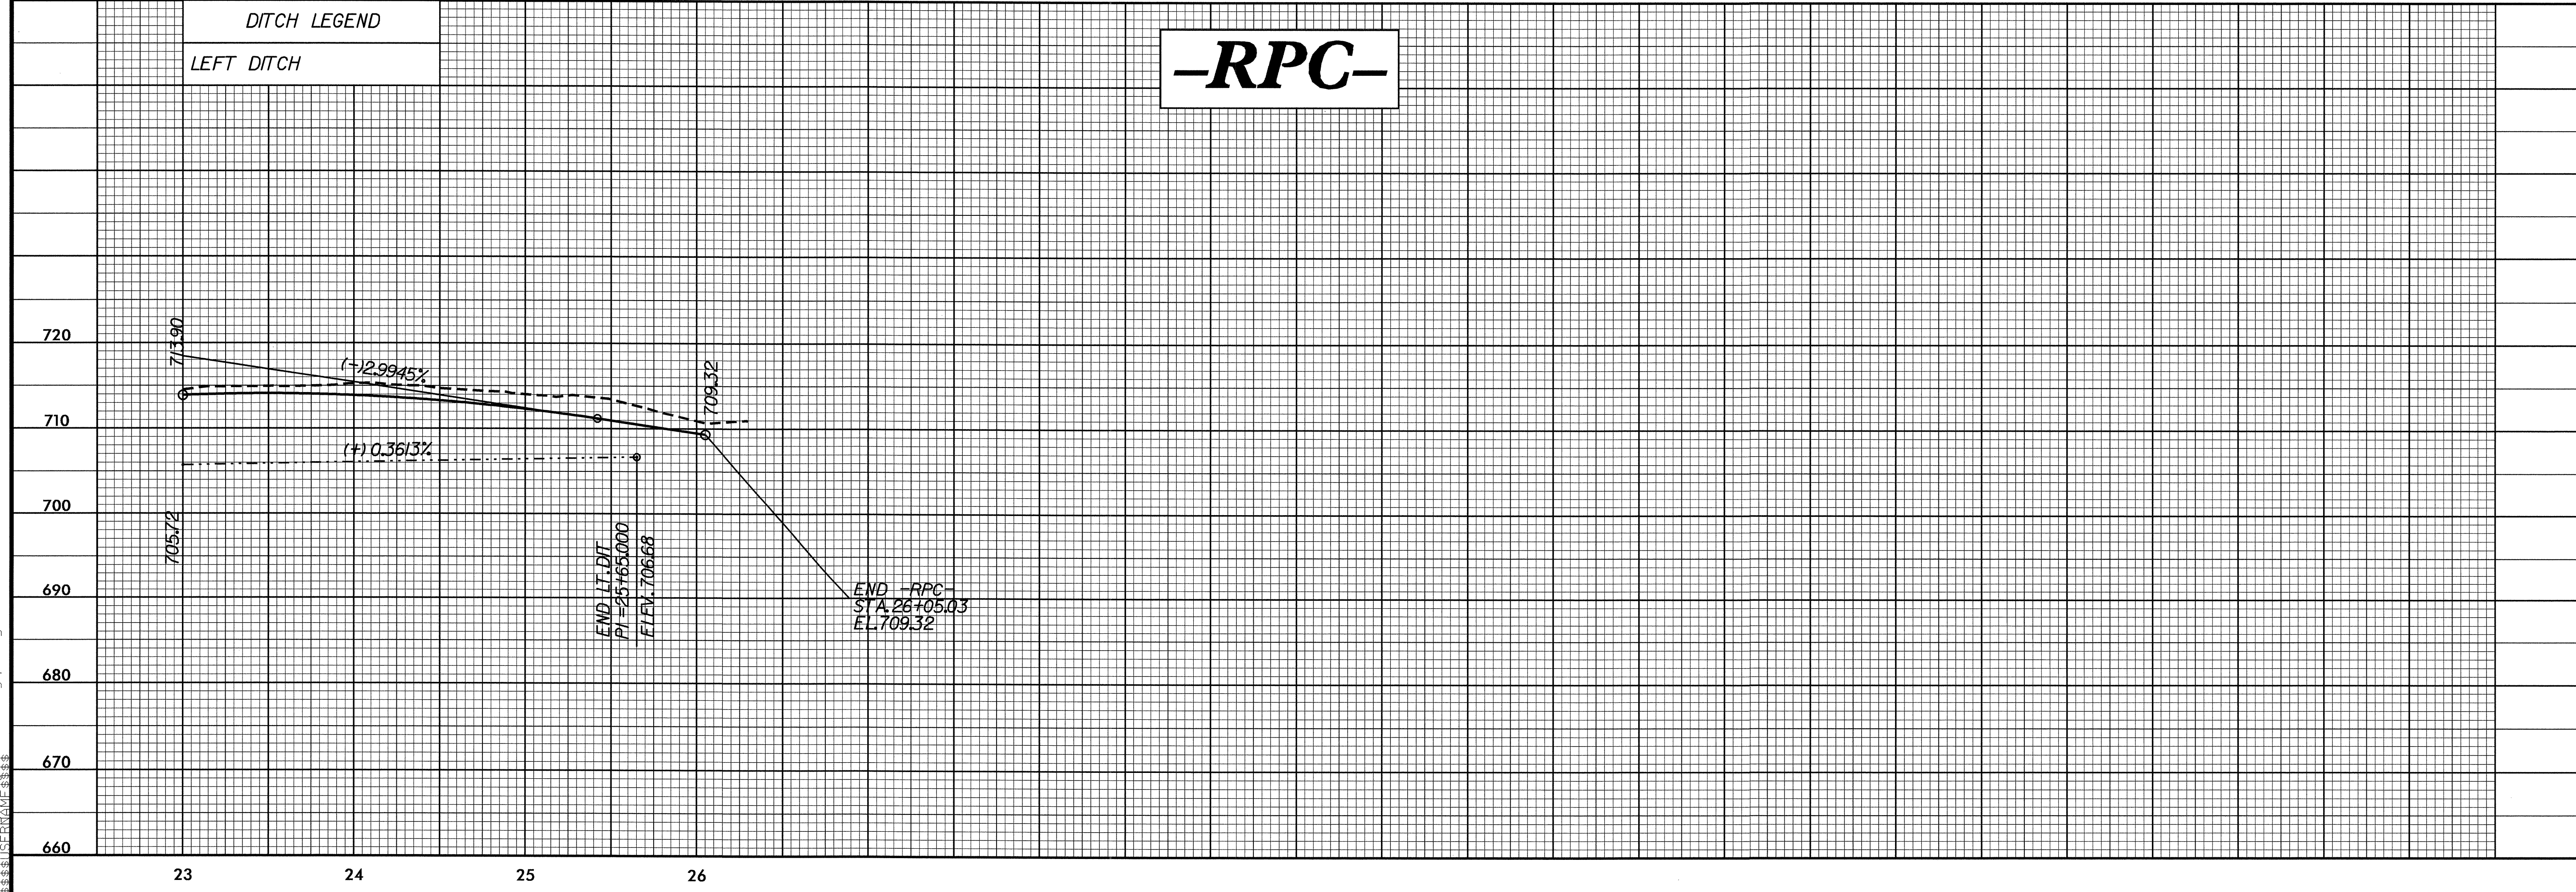 DITCH LEGEND
LEFT DITCH
-RPC-
720
710
700
690
680
670
660
713.90
(-)2.9945%
709.32
(+) 0.3613%
705.72
END LT. DIT
PI = 25+65.000
ELEV. 706.68
END -RPC-
STA. 26+05.03
EL. 709.32
23
24
25
26
$$$$USERNAME$$$$